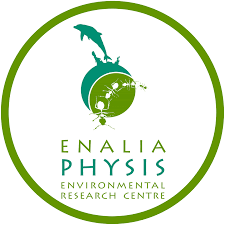 ENALIA
PHYSIS
ENVIRONMENTAL
RESEARCH CENTRE